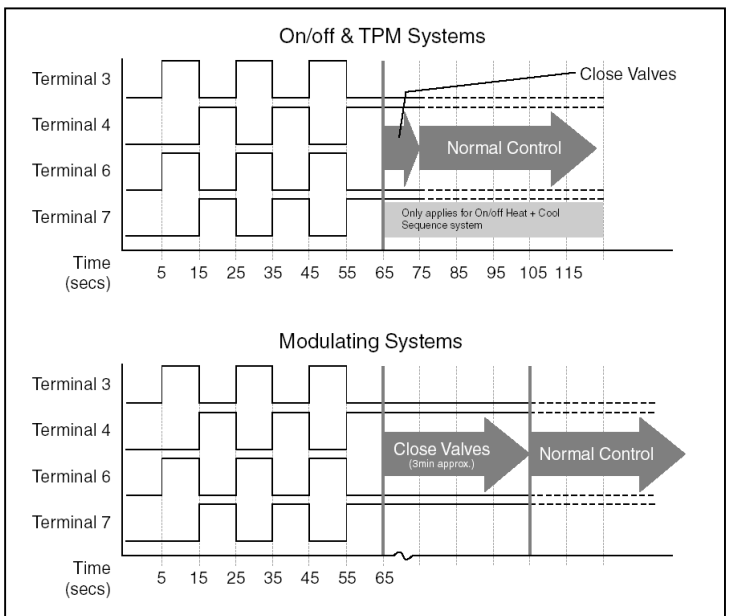 On/off & TPM Systems
Close Valves
Terminal 3
Terminal 4
Normal Control
Terminal 6
Terminal 7
Only applies for On/off Heat + Cool
Sequence system
Time
(secs)
5 15 25 35 45 55 65 75 85 95 105 115
Modulating Systems
Terminal 3
Terminal 4
Close Valves
(3min approx.)
Normal Control
Terminal 6
Terminal 7
Time
(secs)
5 15 25 35 45 55 65